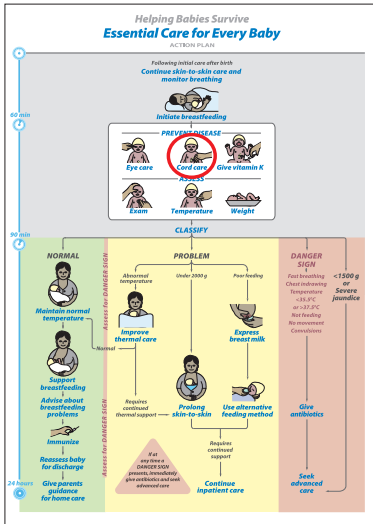 Helping Babies Survive
Essential Care for Every Baby
ACTION PLAN
Following initial care after birth
Continue skin-to-skin care and
monitor breathing
Initiate breastfeeding
60 min
PREVENT DISEASE
Eye care
Cord care
Give vitamin K
ASSESS
Exam
Temperature
Weight
90 min
CLASSIFY
NORMAL
Maintain normal
temperature
Support
breastfeeding
Advise about
breastfeeding
problems
Immunize
Reassess baby
for discharge
Give parents
guidance
for home care
24 hours
Assess for DANGER SIGN
Assess for DANGER SIGN
PROBLEM
Abnormal
temperature
Improve
thermal care
Normal
Requires
continued
thermal support
Under 2000 g
Prolong
skin-to-skin
Poor feeding
Express
breast milk
Use alternative
feeding method
Requires
continued
support
Continue
inpatient care
If at
any time a
DANGER SIGN
presents, immediately
give antibiotics and seek
advanced care
DANGER
SIGN
Fast breathing
Chest indrawing
Temperature
<35.5°C
or >37.5°C
Not feeding
No movement
Convulsions
Give
antibiotics
Seek
advanced care
<1500 g
or
Severe
jaundice